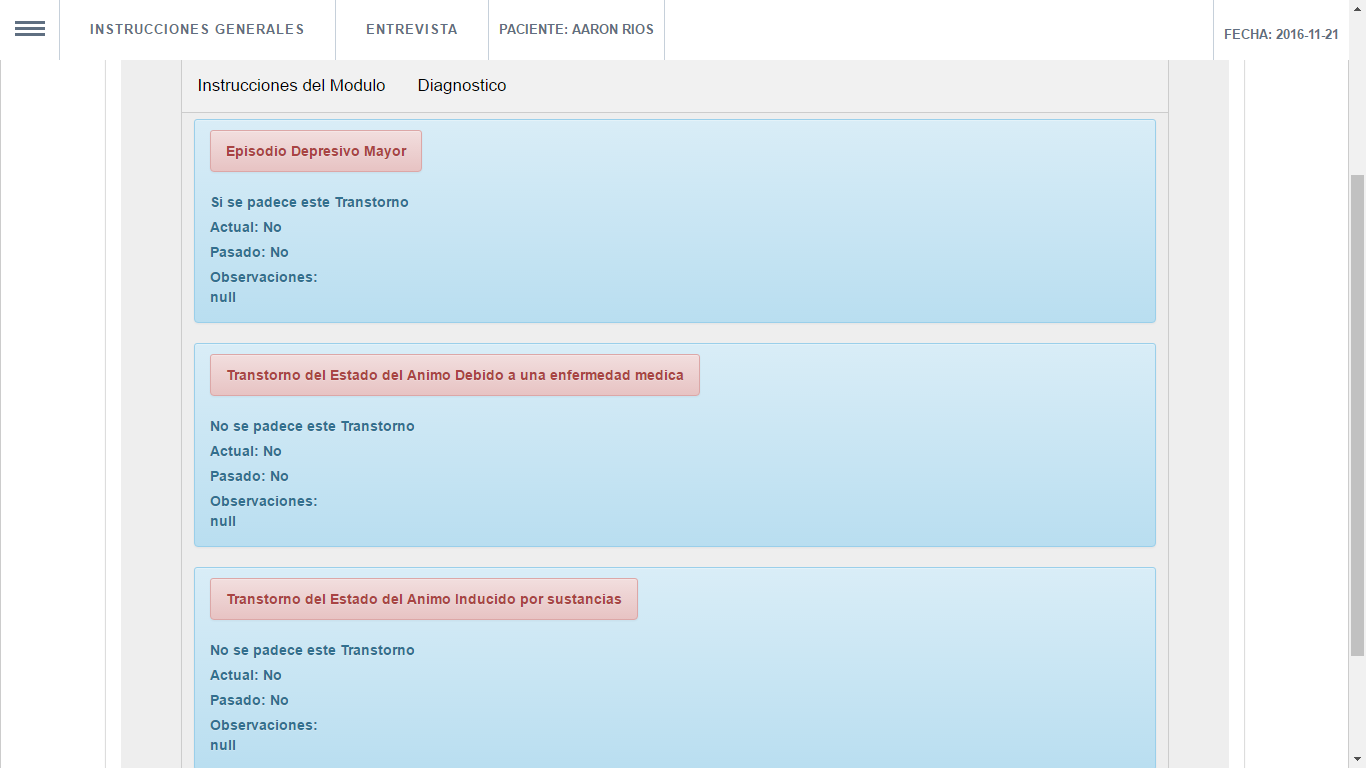 INSTRUCCIONES GENERALES ENTREVISTA PACIENTE: AARON RIOS FECHA: 2016-11-21
Instrucciones del Modulo Diagnostico
Episodio Depresivo Mayor
Si se padece este Transtorno
Actual: No
Pasado: No
Observaciones:
null
Transtorno del Estado del Animo Debido a una enfermedad medica
No se padece este Transtorno
Actual: No
Pasado: No
Observaciones:
null
Transtorno del Estado del Animo Inducido por sustancias
No se padece este Transtorno
Actual: No
Pasado: No
Observaciones:
null